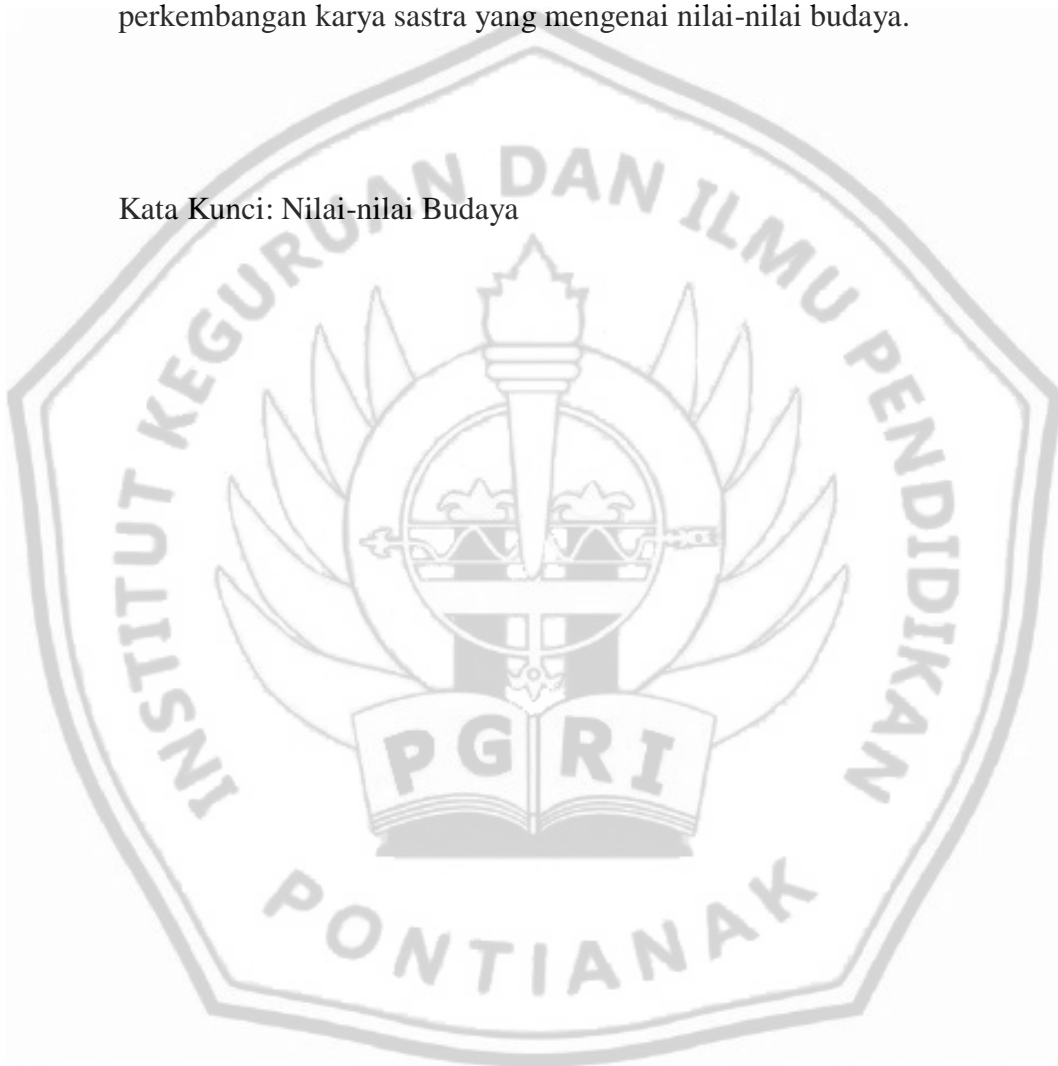 perkembangan karya sastra yang mengenai nilai-nilai budaya.
Kata Kunci: Nilai-nilai Budaya
INSTITUT KEGURUAN DAN ILMU PENDIDIKAN
PGRI
PONTIANAK